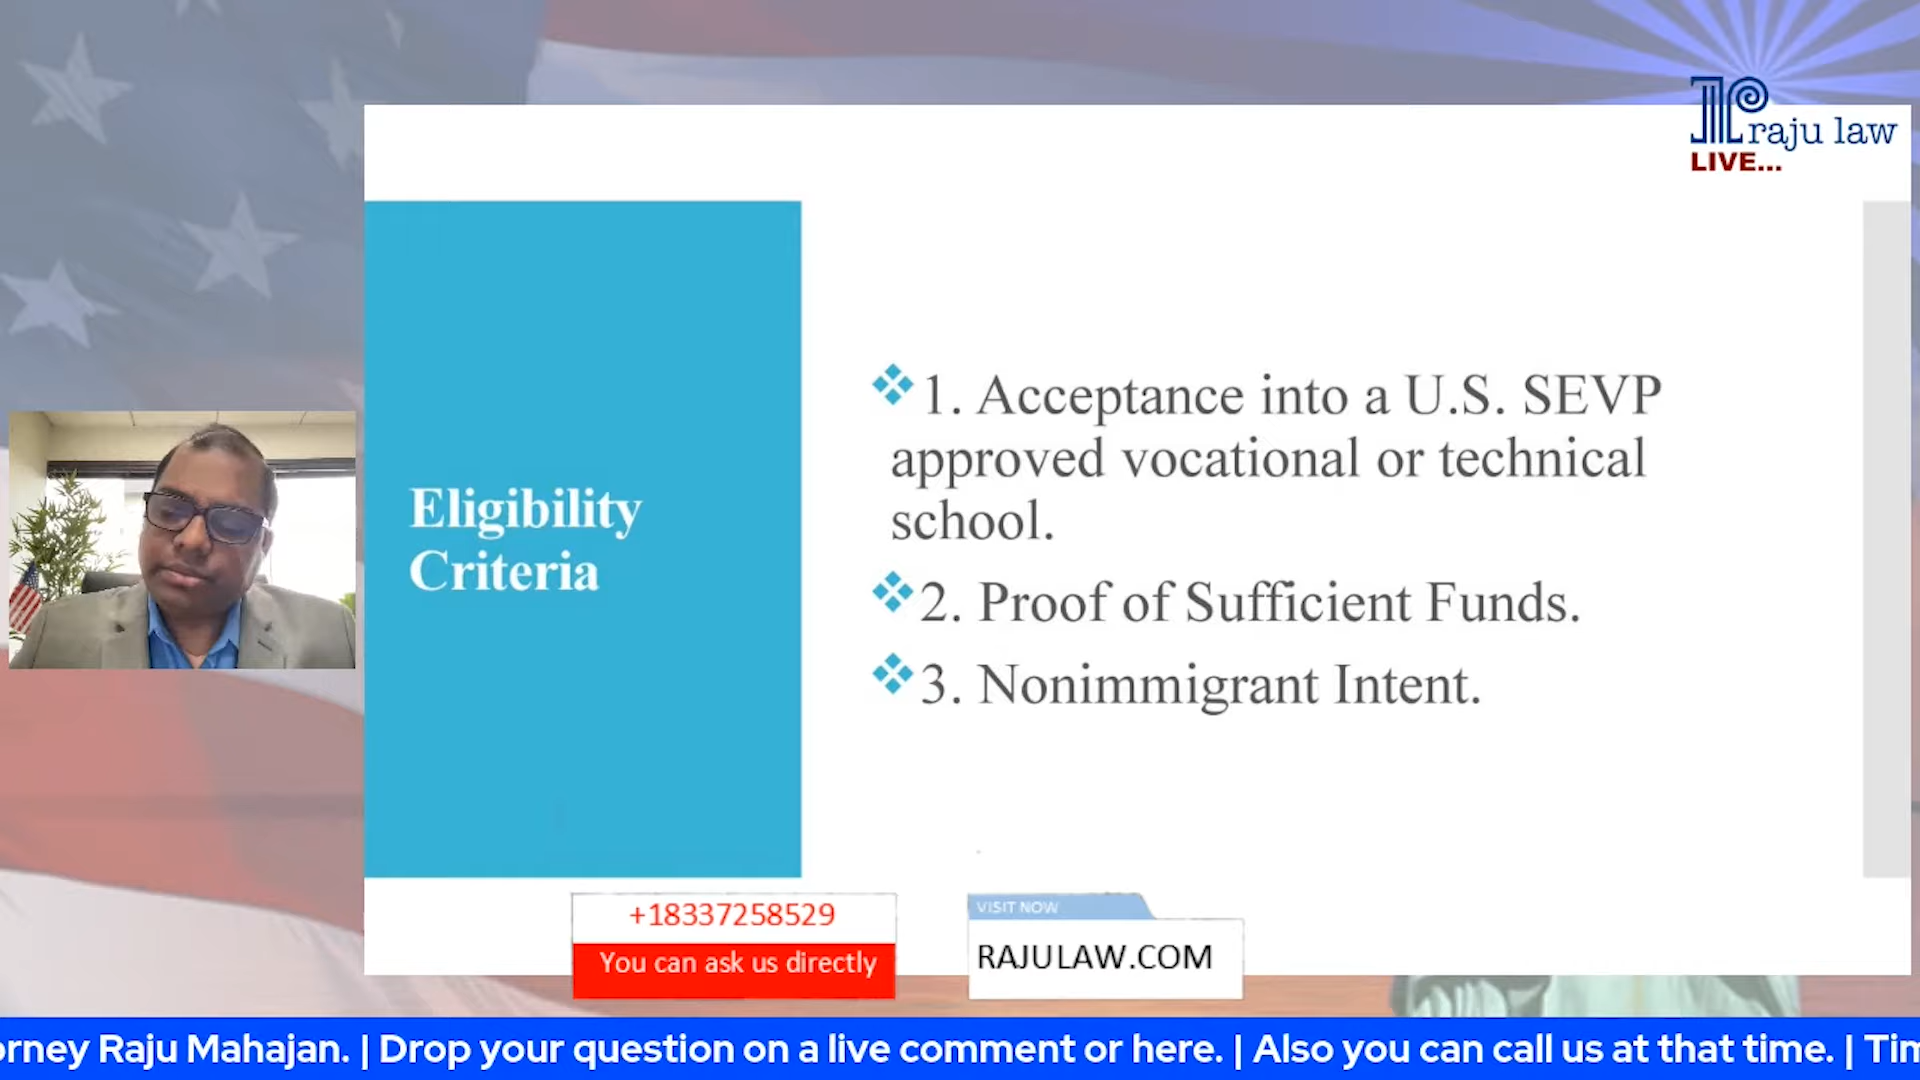 raju law
LIVE...
Eligibility
Criteria
1. Acceptance into a U.S. SEVP
approved vocational or technical
school.
2. Proof of Sufficient Funds.
3. Nonimmigrant Intent.
+18337258529
You can ask us directly
VISIT NOW
RAJULAW.COM
Raju Mahajan. | Drop your question on a live comment or here. | Also you can call us at that time. |